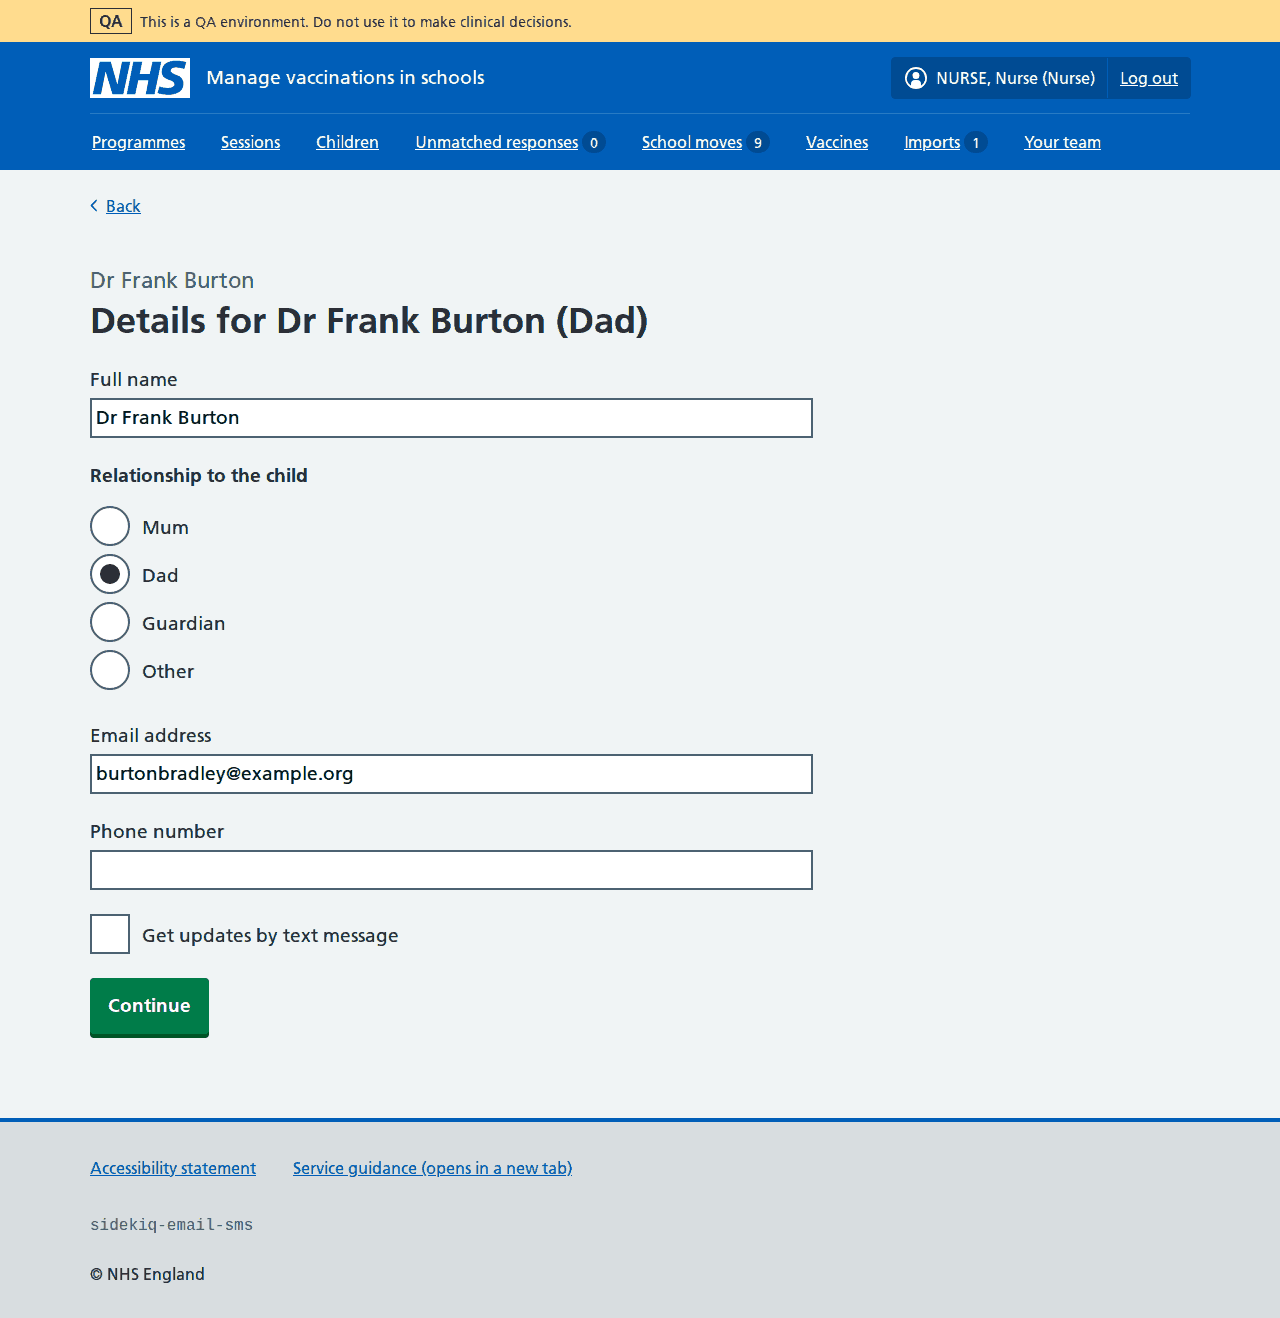 QA This is a QA environment. Do not use it to make clinical decisions.
NHS Manage vaccinations in schools NURSE, Nurse (Nurse) Log out
Programmes Sessions Children Unmatched responses 0 School moves 9 Vaccines Imports 1 Your team
Back
Dr Frank Burton
Details for Dr Frank Burton (Dad)
Full name
Dr Frank Burton
Relationship to the child
Mum
Dad
Guardian
Other
Email address
burtonbradley@example.org
Phone number
Get updates by text message
Continue
Accessibility statement Service guidance (opens in a new tab)
sidekiq-email-sms
© NHS England